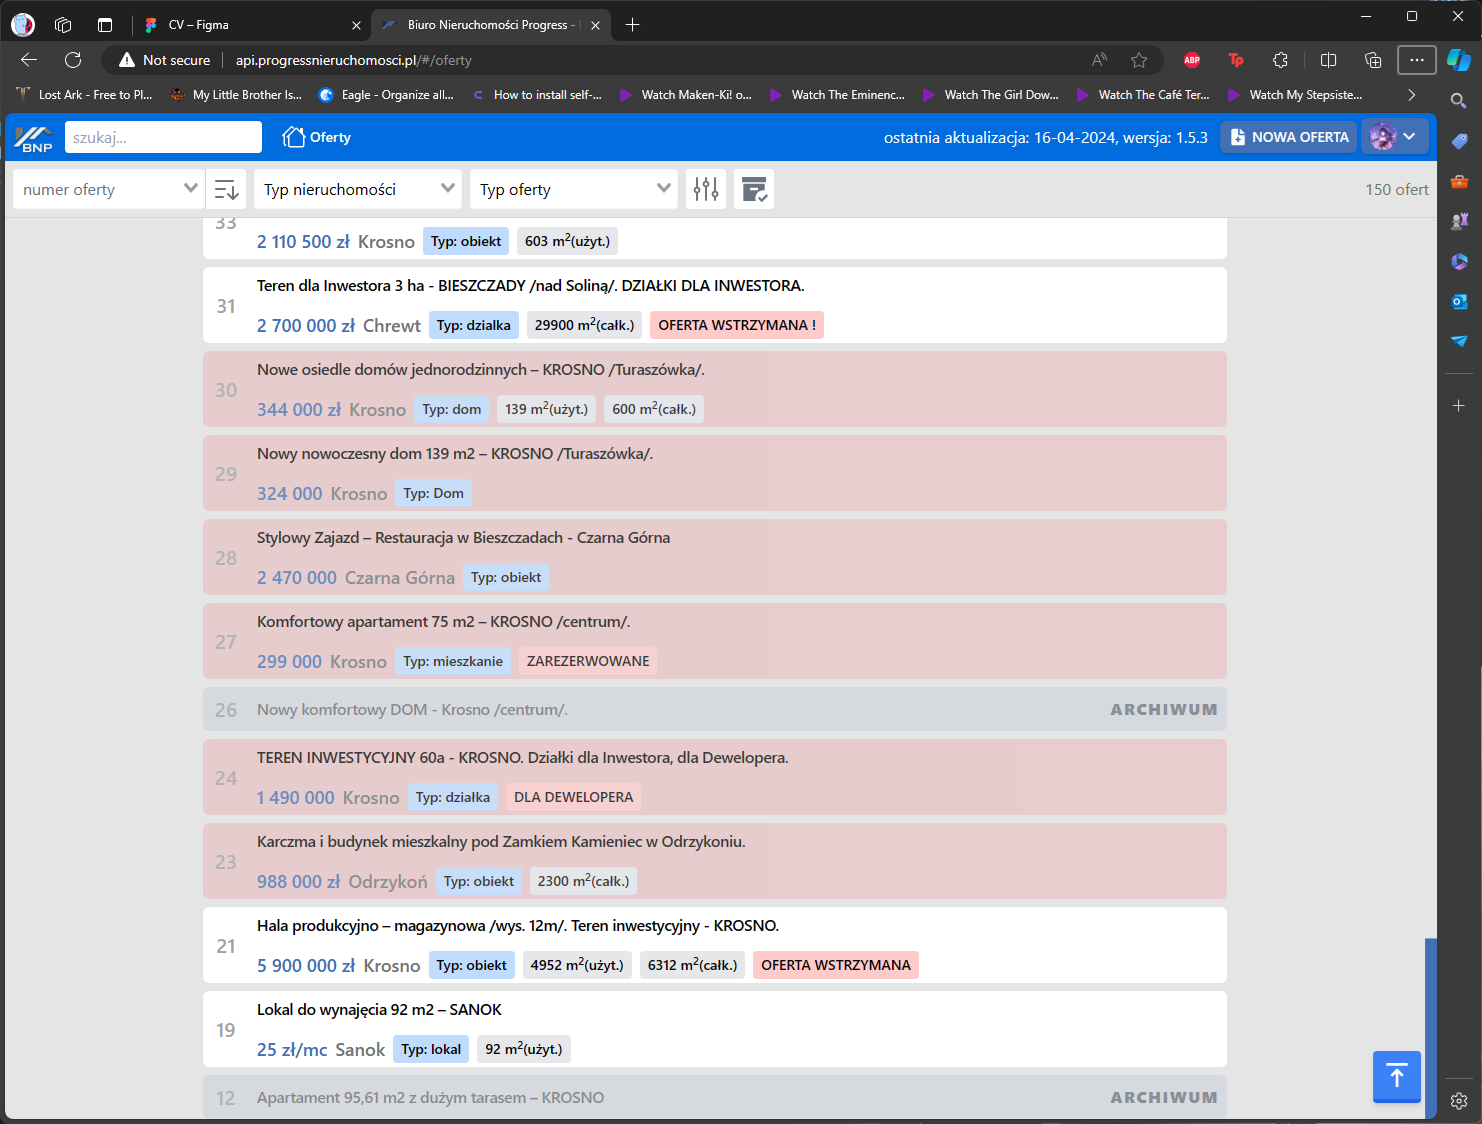 CV – Figma
Biuro Nieruchomości Progress -
Not secure
api.progressnieruchomosci.pl/#/oferty
ABP
Tp
Lost Ark - Free to Pl...
My Little Brother Is...
Eagle - Organize all...
How to install self-...
Watch Maken-Ki! o...
Watch The Eminenc...
Watch The Girl Dow...
Watch The Café Ter...
Watch My Stepsiste...
BNP
szukaj...
Oferty
ostatnia aktualizacja: 16-04-2024, wersja: 1.5.3
NOWA OFERTA
numer oferty
Typ nieruchomości
Typ oferty
150 ofert
33
2 110 500 zł Krosno Typ: obiekt 603 m²(użyt.)
31
Teren dla Inwestora 3 ha - BIESZCZADY /nad Soliną/. DZIAŁKI DLA INWESTORA.
2 700 000 zł Chrewt Typ: dzialka 29900 m²(całk.) OFERTA WSTRZYMANA !
30
Nowe osiedle domów jednorodzinnych – KROSNO /Turaszówka/.
344 000 zł Krosno Typ: dom 139 m²(użyt.) 600 m²(całk.)
29
Nowy nowoczesny dom 139 m2 – KROSNO /Turaszówka/.
324 000 Krosno Typ: Dom
28
Stylowy Zajazd – Restauracja w Bieszczadach - Czarna Górna
2 470 000 Czarna Górna Typ: obiekt
27
Komfortowy apartament 75 m2 – KROSNO /centrum/.
299 000 Krosno Typ: mieszkanie ZAREZERWOWANE
26 Nowy komfortowy DOM - Krosno /centrum/. ARCHIWUM
24
TEREN INWESTYCYJNY 60a - KROSNO. Działki dla Inwestora, dla Dewelopera.
1 490 000 Krosno Typ: działka DLA DEWELOPERA
23
Karczma i budynek mieszkalny pod Zamkiem Kamieniec w Odrzykoniu.
988 000 zł Odrzykoń Typ: obiekt 2300 m²(całk.)
21
Hala produkcyjno – magazynowa /wys. 12m/. Teren inwestycyjny - KROSNO.
5 900 000 zł Krosno Typ: obiekt 4952 m²(użyt.) 6312 m²(całk.) OFERTA WSTRZYMANA
19
Lokal do wynajęcia 92 m2 – SANOK
25 zł/mc Sanok Typ: lokal 92 m²(użyt.)
12 Apartament 95,61 m2 z dużym tarasem – KROSNO ARCHIWUM